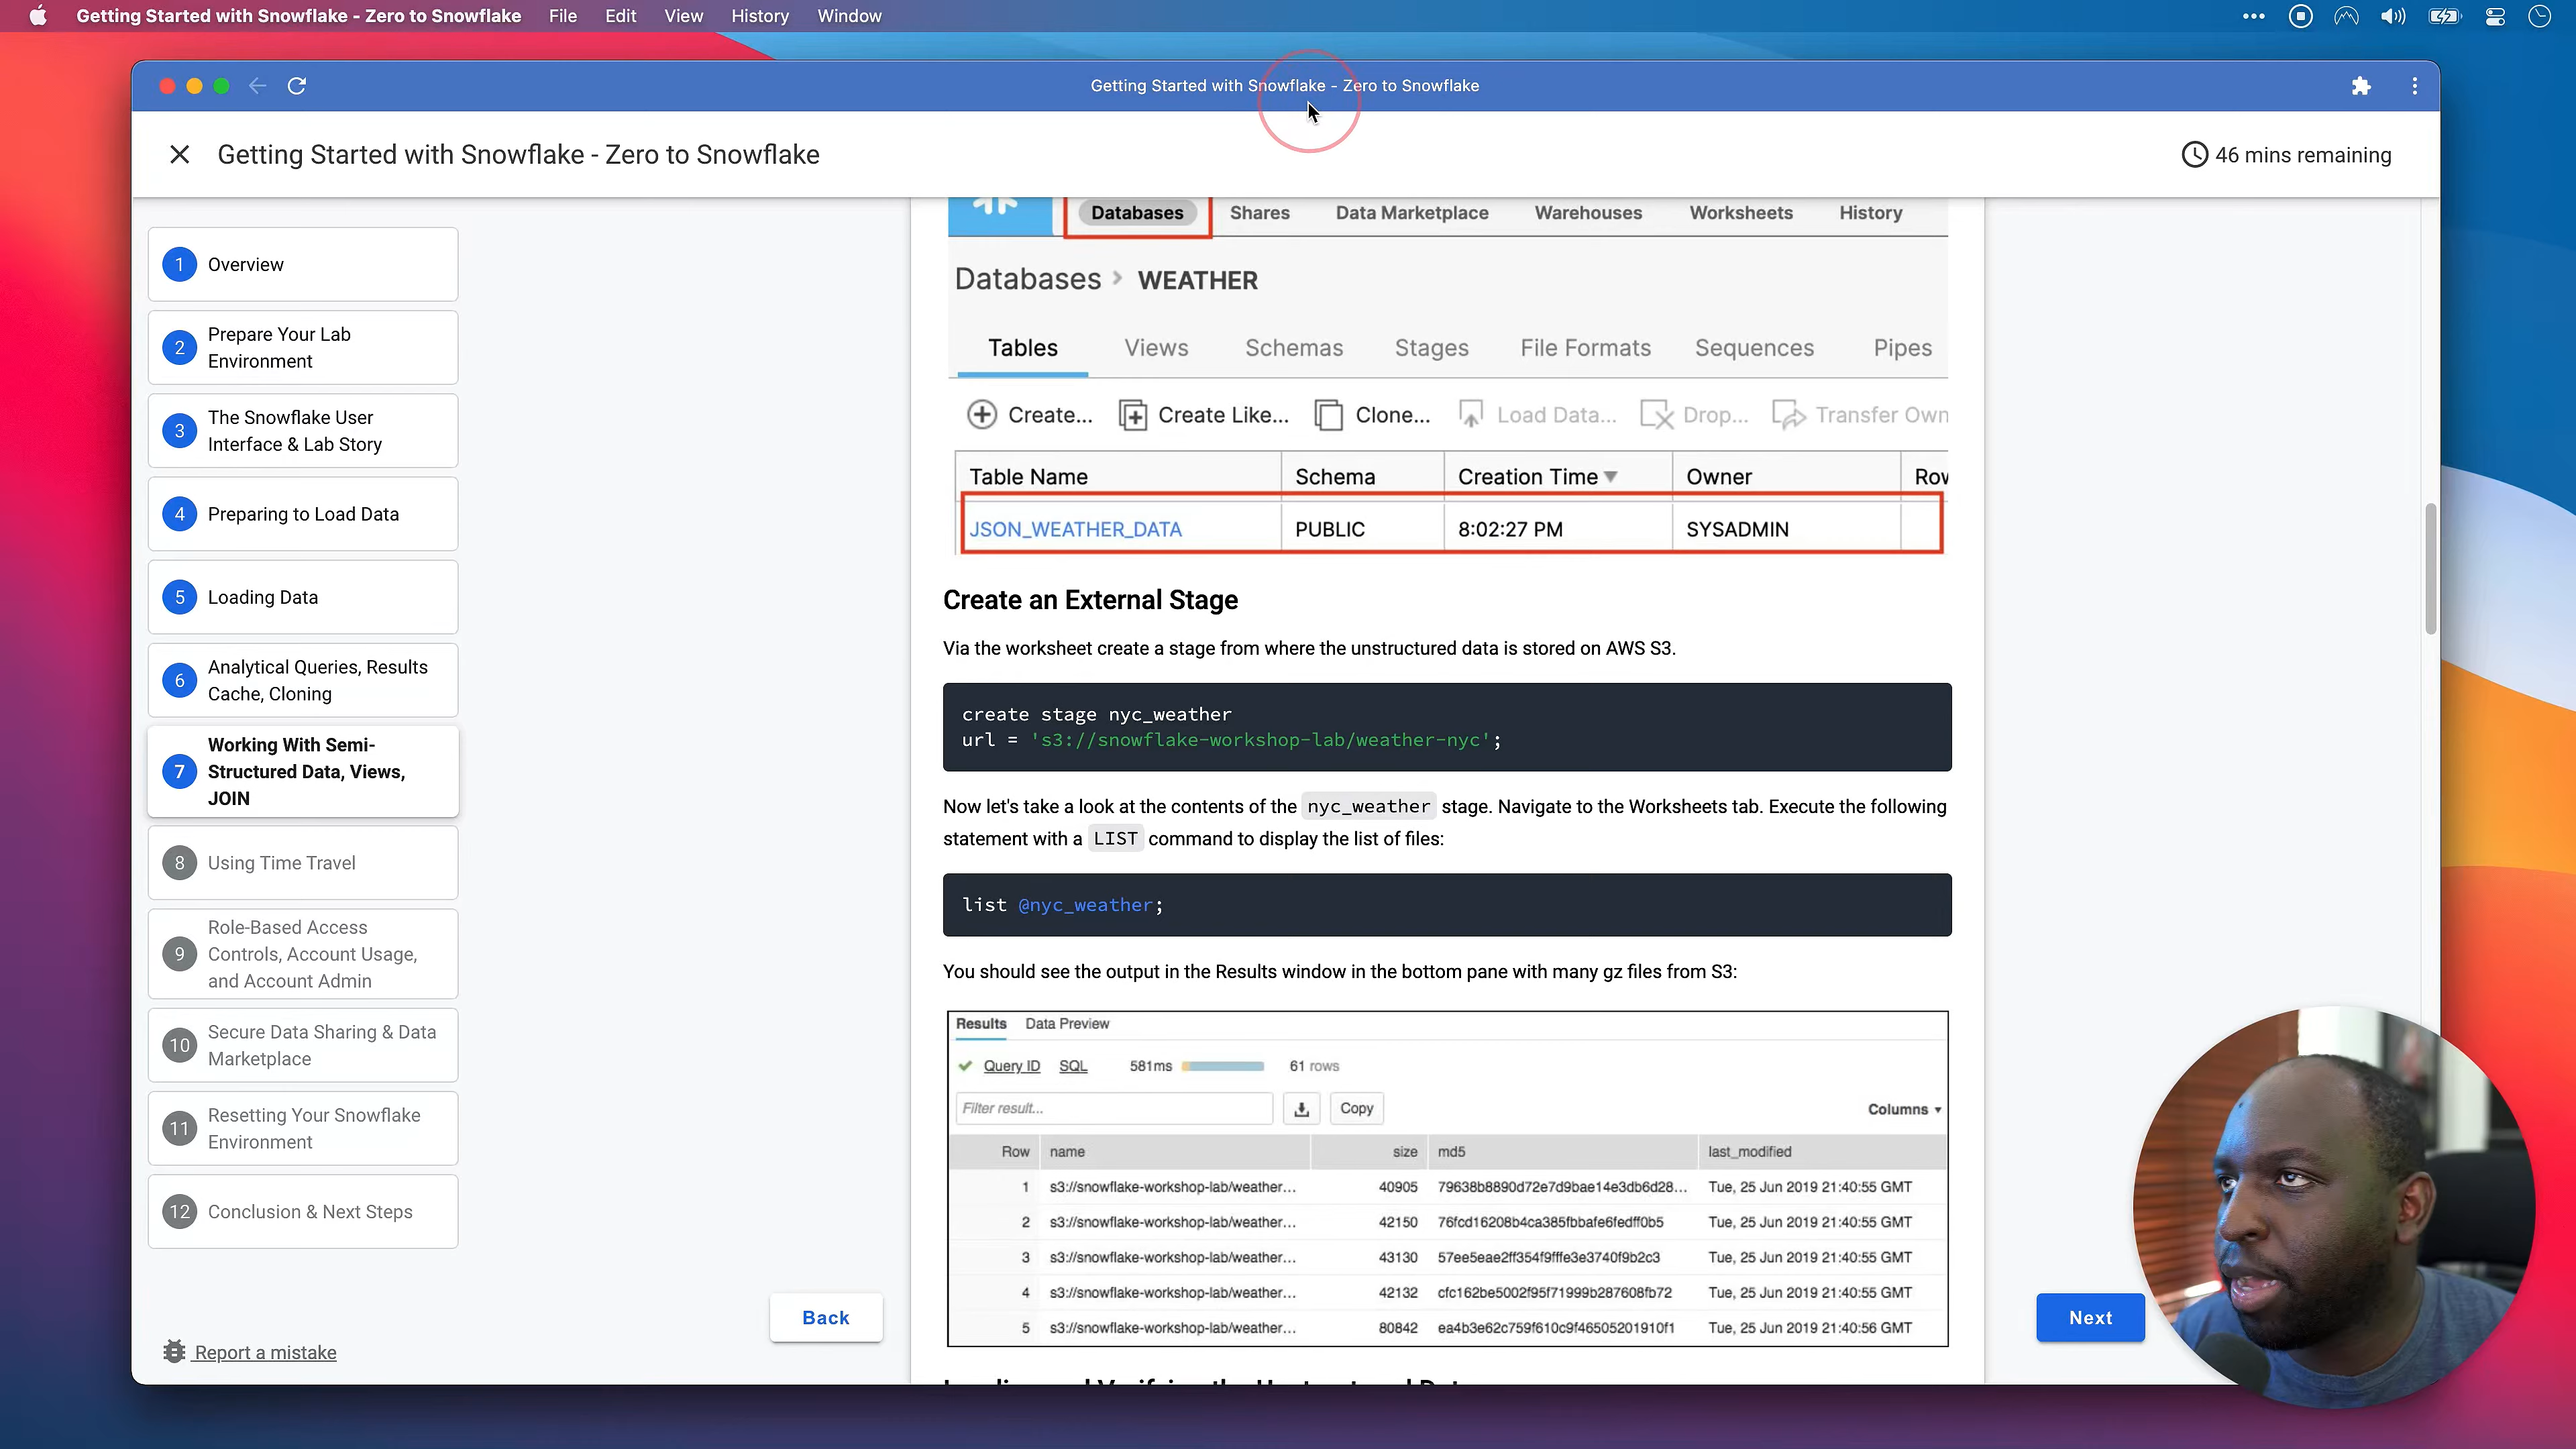 Getting Started with Snowflake - Zero to Snowflake File Edit View History Window
Getting Started with Snowflake - Zero to Snowflake
Getting Started with Snowflake - Zero to Snowflake
46 mins remaining
1 Overview
2 Prepare Your Lab
Environment
3 The Snowflake User
Interface & Lab Story
4 Preparing to Load Data
5 Loading Data
6 Analytical Queries, Results
Cache, Cloning
7 Working With Semi-
Structured Data, Views,
JOIN
8 Using Time Travel
9 Role-Based Access
Controls, Account Usage,
and Account Admin
10 Secure Data Sharing & Data
Marketplace
11 Resetting Your Snowflake
Environment
12 Conclusion & Next Steps
Report a mistake
Databases Shares Data Marketplace Warehouses Worksheets History
Databases > WEATHER
Tables Views Schemas Stages File Formats Sequences Pipes
Create... Create Like... Clone... Load Data... Drop... Transfer Own
Table Name Schema Creation Time Owner Row
JSON_WEATHER_DATA PUBLIC 8:02:27 PM SYSADMIN
Create an External Stage
Via the worksheet create a stage from where the unstructured data is stored on AWS S3.
create stage nyc_weather
url = 's3://snowflake-workshop-lab/weather-nyc';
Now let's take a look at the contents of the nyc_weather stage. Navigate to the Worksheets tab. Execute the following
statement with a LIST command to display the list of files:
list @nyc_weather;
You should see the output in the Results window in the bottom pane with many gz files from S3:
Results Data Preview
Query ID SQL 581ms 61 rows
Filter result... Copy Columns
Row name size md5 last_modified
1 s3://snowflake-workshop-lab/weather... 40905 79638b8890d72e7d9bae14e3db6d28... Tue, 25 Jun 2019 21:40:55 GMT
2 s3://snowflake-workshop-lab/weather... 42150 76fcd16208b4ca385fbbafe6fedff0b5 Tue, 25 Jun 2019 21:40:55 GMT
3 s3://snowflake-workshop-lab/weather... 43130 57ee5eae2ff354f9fffe3e3740f9b2c3 Tue, 25 Jun 2019 21:40:55 GMT
4 s3://snowflake-workshop-lab/weather... 42132 cfc162be5002f95f71999b287608fb72 Tue, 25 Jun 2019 21:40:55 GMT
5 s3://snowflake-workshop-lab/weather... 80842 ea4b3e62c759f610c9f46505201910f1 Tue, 25 Jun 2019 21:40:56 GMT
Back
Next